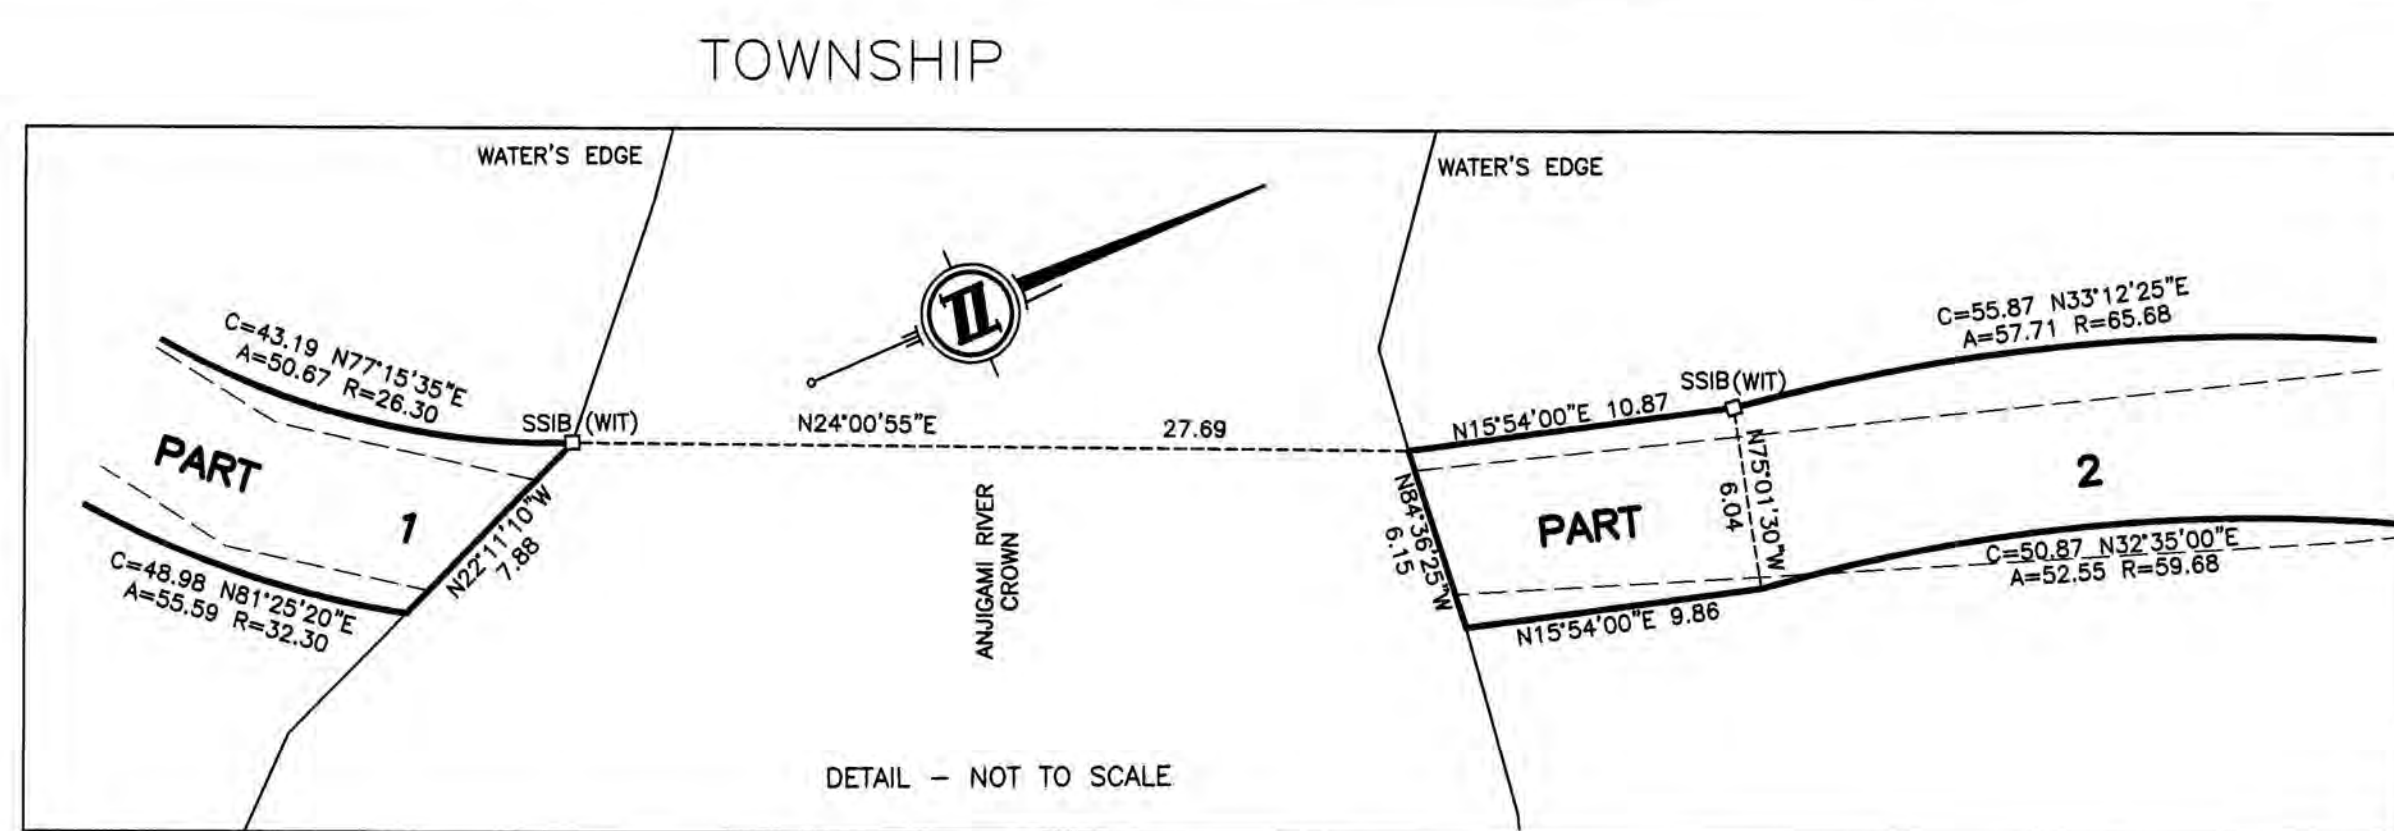 TOWNSHIP
WATER'S EDGE
WATER'S EDGE
C=43.19 N77°15'35"E
A=50.67 R=26.30
SSIB (WIT)
N24°00'55"E 27.69
PART 1
C=48.98 N81°25'20"E
A=55.59 R=32.30
N22°11'10"W
7.88
ANJIGAMI RIVER
CROWN
C=55.87 N33°12'25"E
A=57.71 R=65.68
SSIB (WIT)
N15°54'00"E 10.87
N84°36'25"W
6.15
N75°01'30"W
6.04
PART 2
C=50.87 N32°35'00"E
A=52.55 R=59.68
N15°54'00"E 9.86
DETAIL – NOT TO SCALE